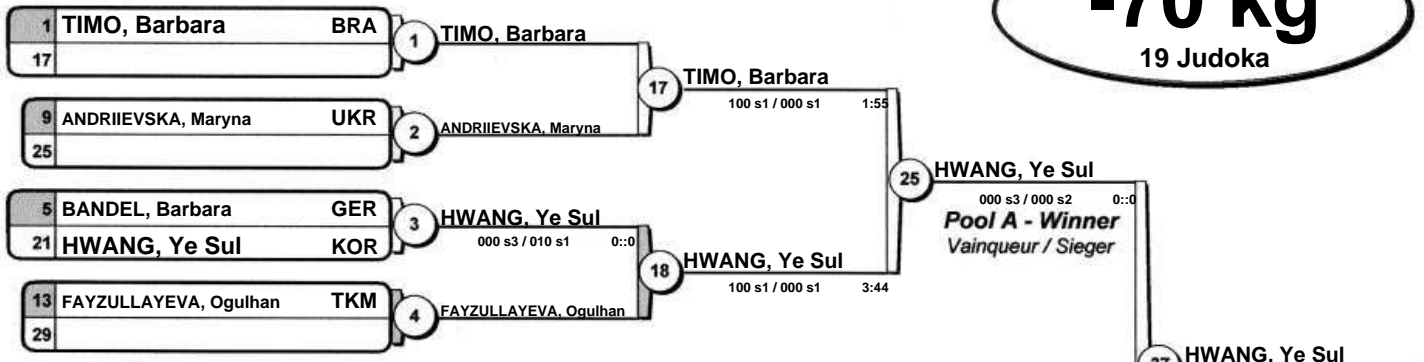 -70 kg
19 Judoka
1 TIMO, Barbara BRA
17
1
TIMO, Barbara
9 ANDRIIEVSKA, Maryna UKR
25
2
ANDRIIEVSKA, Maryna
17
TIMO, Barbara
100 s1 / 000 s1 1:55
5 BANDEL, Barbara GER
21 HWANG, Ye Sul KOR
3
HWANG, Ye Sul
000 s3 / 010 s1 0::0
13 FAYZULLAYEVA, Ogulhan TKM
29
4
FAYZULLAYEVA, Ogulhan
18
HWANG, Ye Sul
100 s1 / 000 s1 3:44
25
HWANG, Ye Sul
000 s3 / 000 s2 0::0
Pool A - Winner
Vainqueur / Sieger
HWANG, Ye Sul